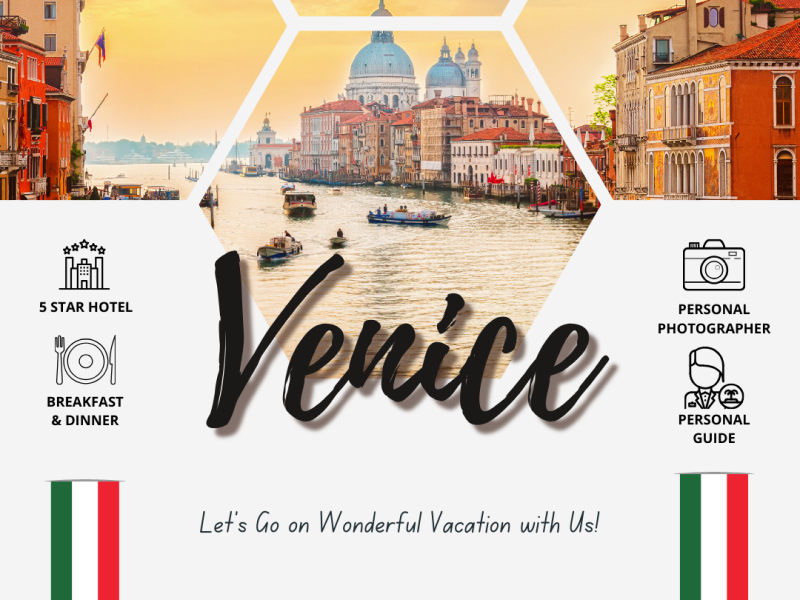 Venice
5 STAR HOTEL
BREAKFAST
& DINNER
PERSONAL
PHOTOGRAPHER
PERSONAL
GUIDE
Let's Go on Wonderful Vacation with Us!